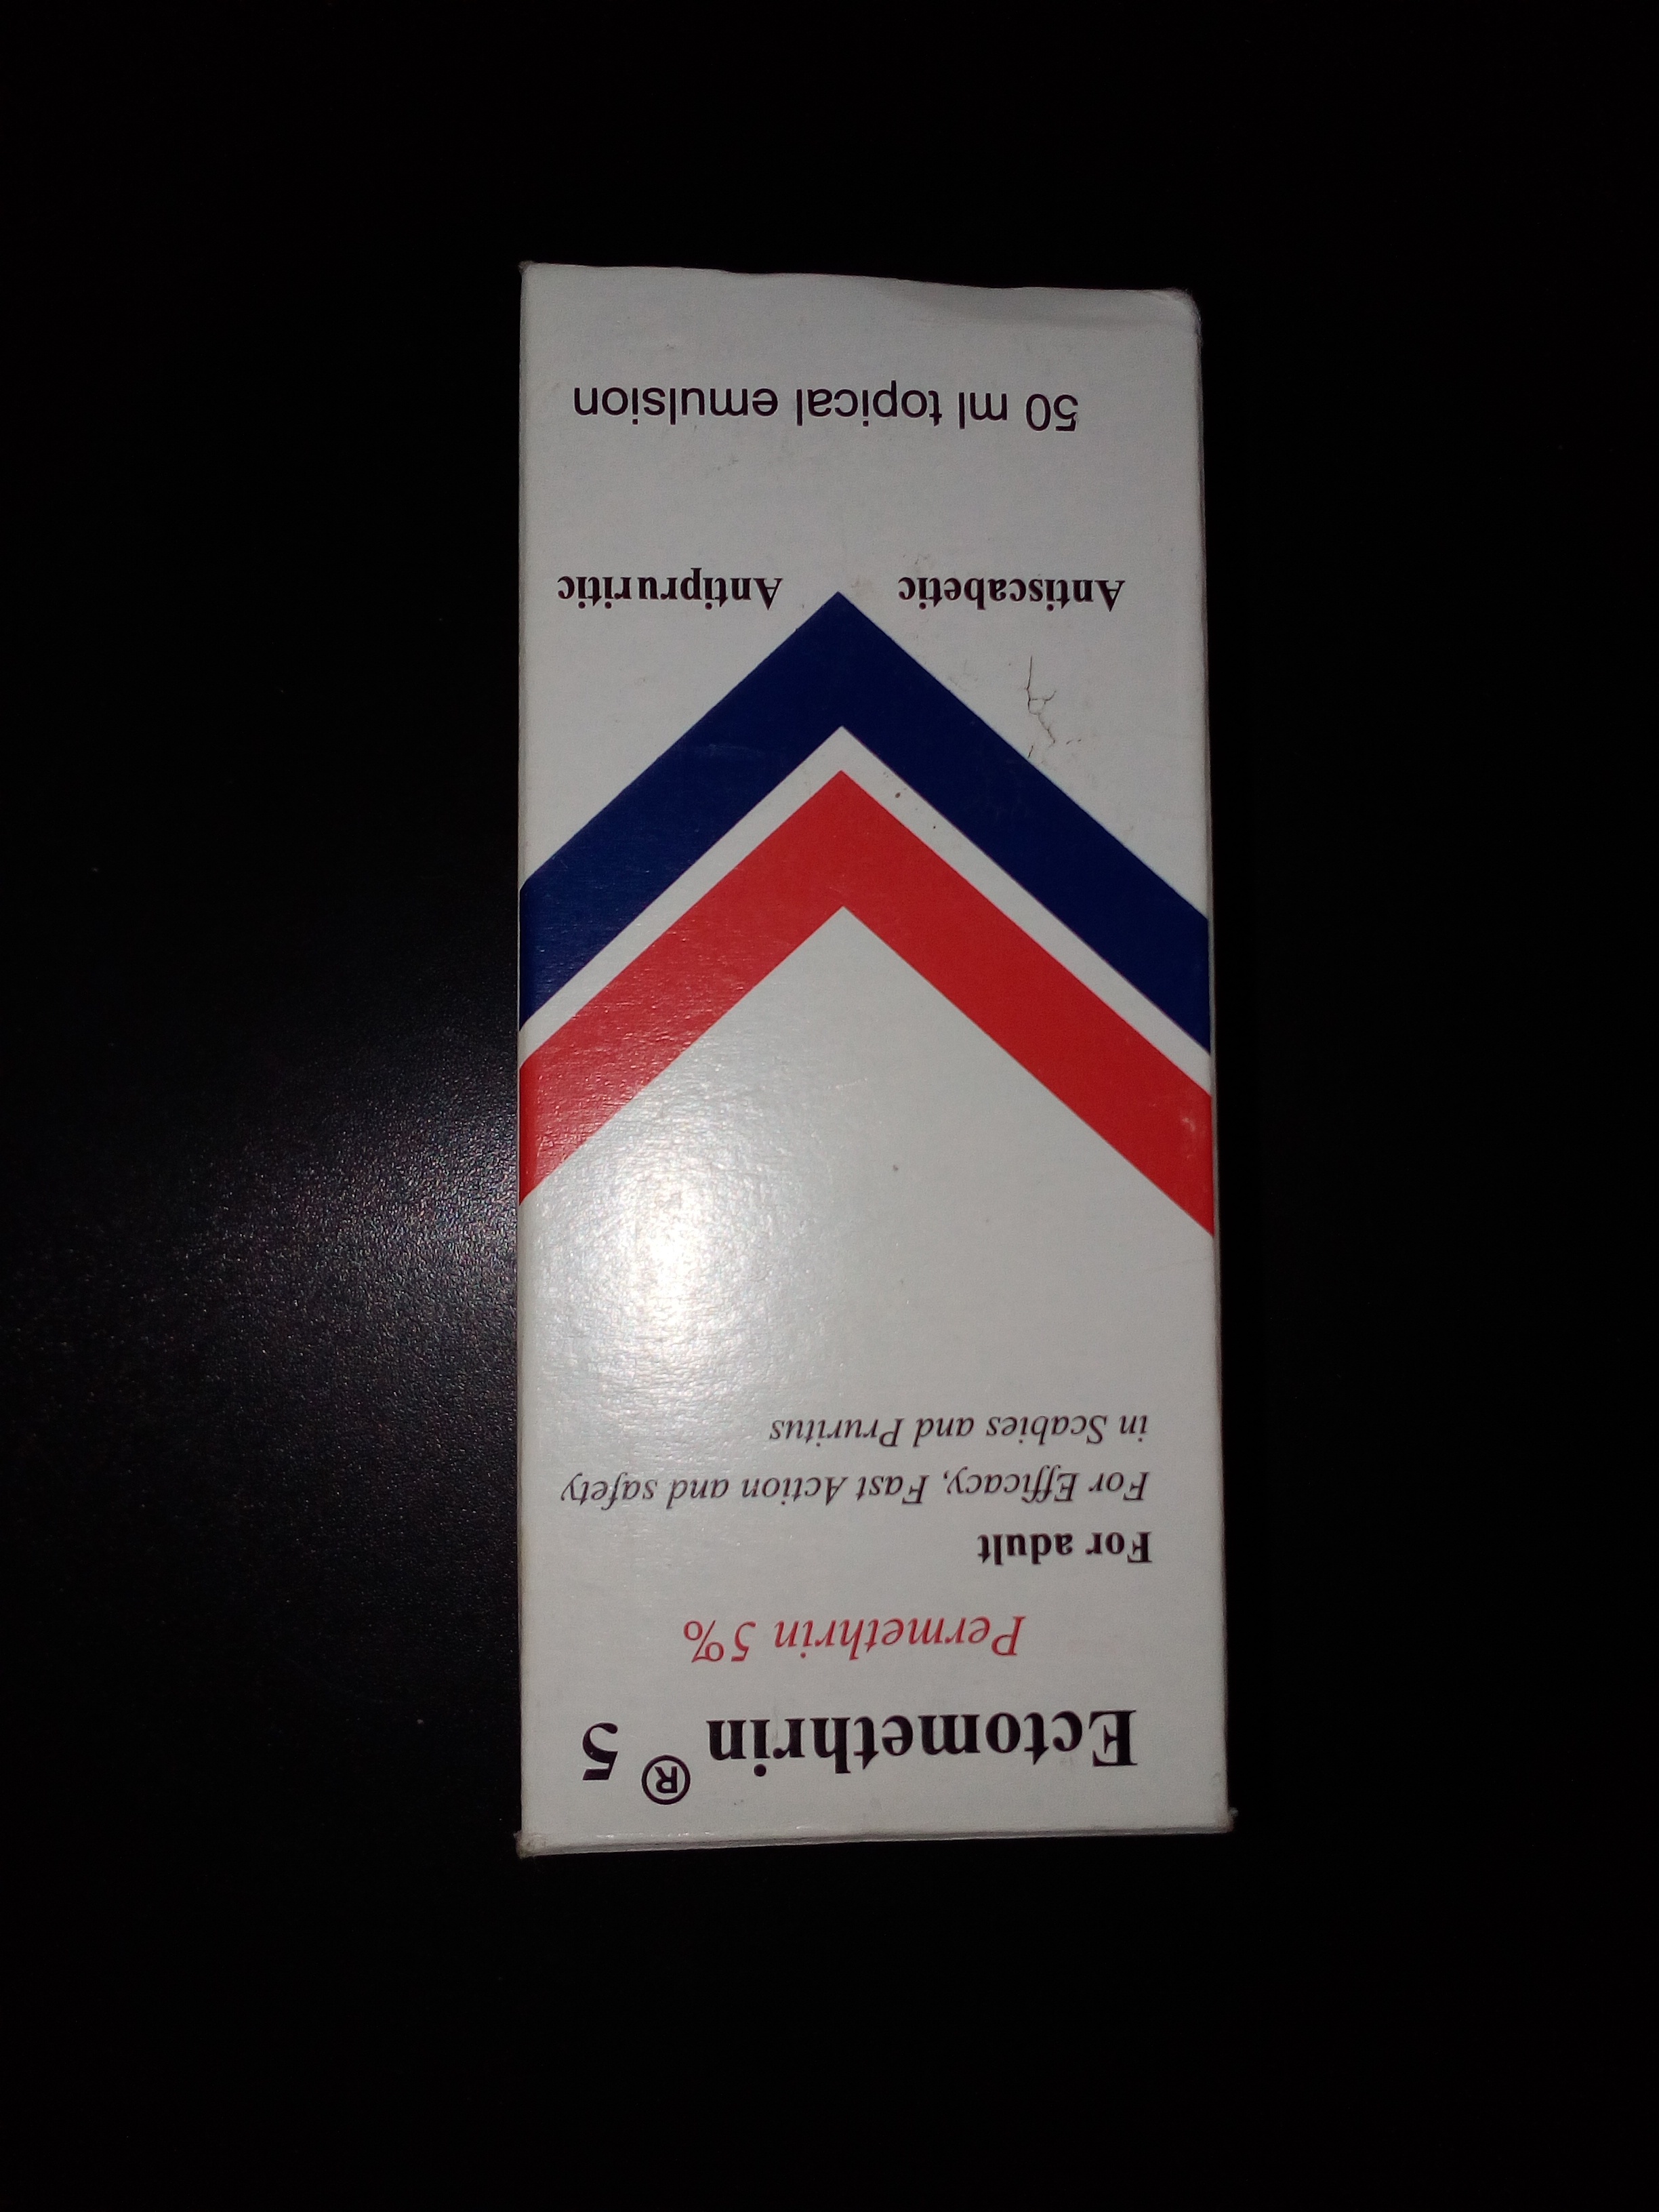 Ectomethrin® 5
Permethrin 5%
For adult
For Efficacy, Fast Action and safety
in Scabies and Pruritus
Antiscabetic Antipruritic
50 ml topical emulsion